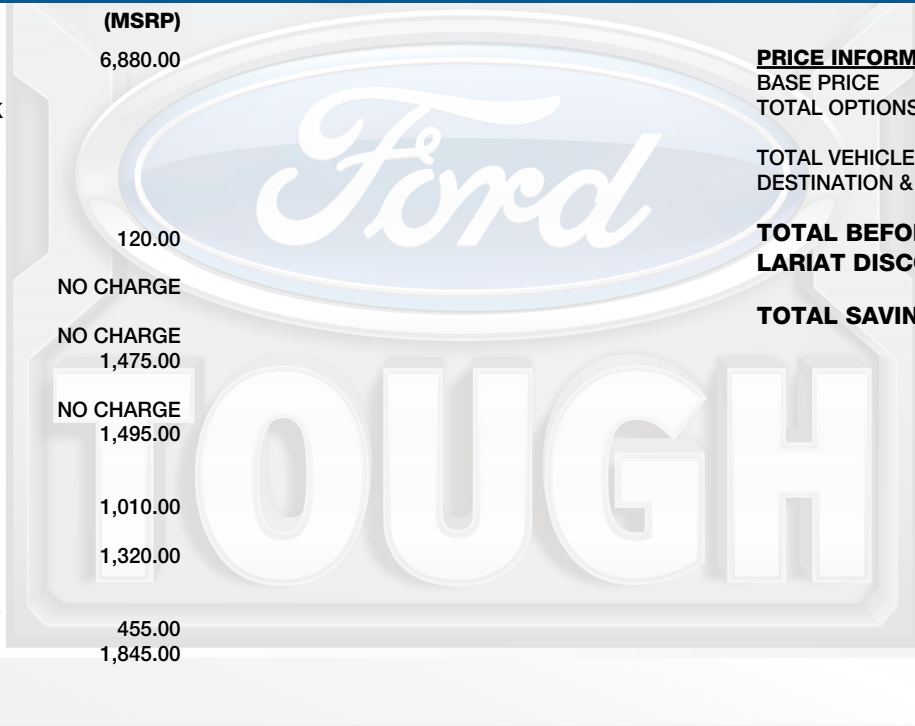 (MSRP)
6,880.00
K
120.00
NO CHARGE
NO CHARGE
1,475.00
NO CHARGE
1,495.00
1,010.00
1,320.00
455.00
1,845.00
PRICE INFORM
BASE PRICE
TOTAL OPTIONS
TOTAL VEHICLE
DESTINATION &
TOTAL BEFO
LARIAT DISC
TOTAL SAVIN
Ford
TOUGH